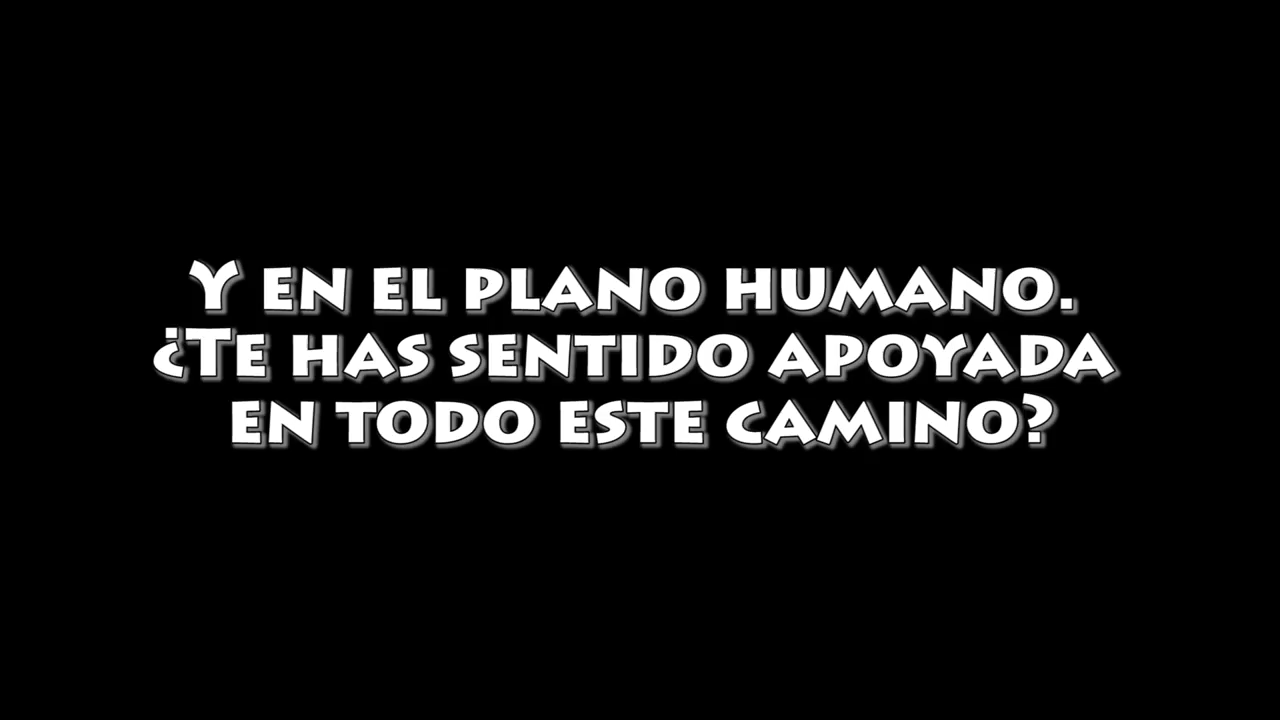 Y en el plano humano.
¿Te has sentido apoyada
en todo este camino?